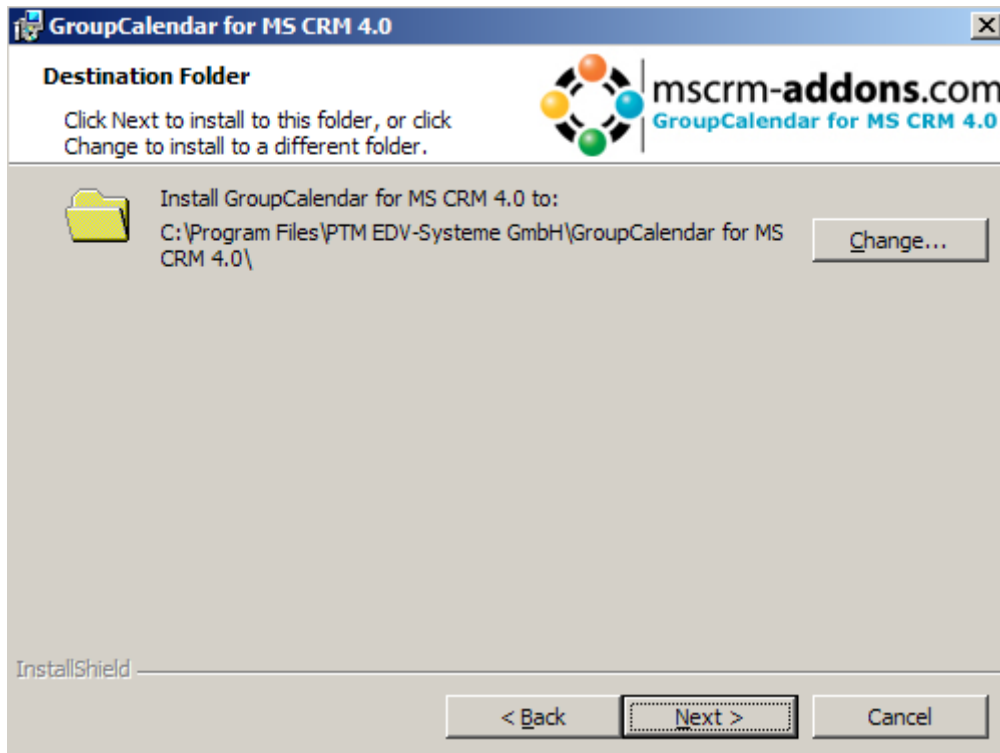 GroupCalendar for MS CRM 4.0
Destination Folder
Click Next to install to this folder, or click
Change to install to a different folder.
mscrm-addons.com
GroupCalendar for MS CRM 4.0
Install GroupCalendar for MS CRM 4.0 to:
C:\Program Files\PTM EDV-Systeme GmbH\GroupCalendar for MS
CRM 4.0\
Change...
InstallShield
< Back
Next >
Cancel